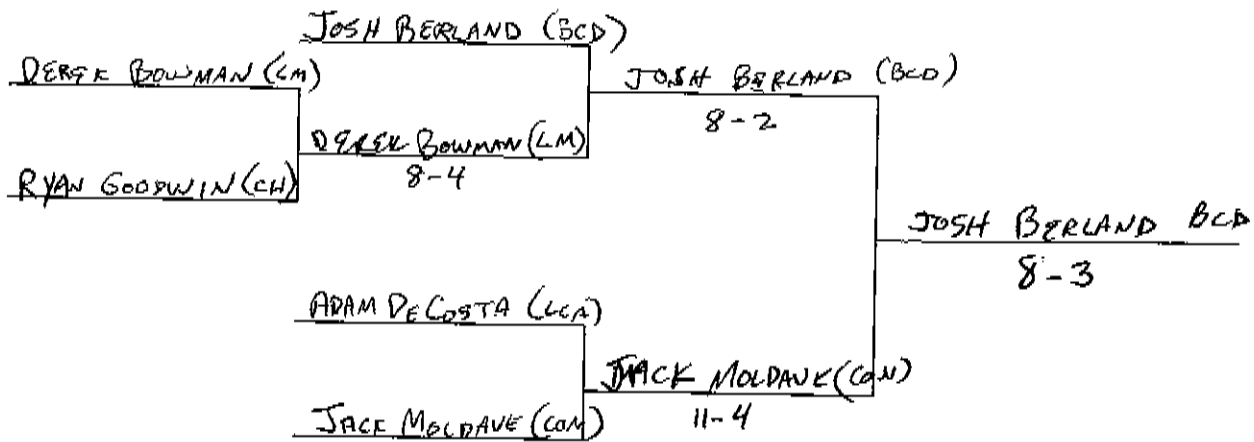 JOSH BERLAND (BCD)
DEREK BOWMAN (LM)
JOSH BERLAND (BCD)
8-2
DEREK BOWMAN (LM)
8-4
RYAN GOODWIN (CH)
JOSH BERLAND BCD
8-3
ADAM DECOSTA (LCA)
JACK MOLDAVE (CON)
11-4
JACK MOLDAVE (CON)